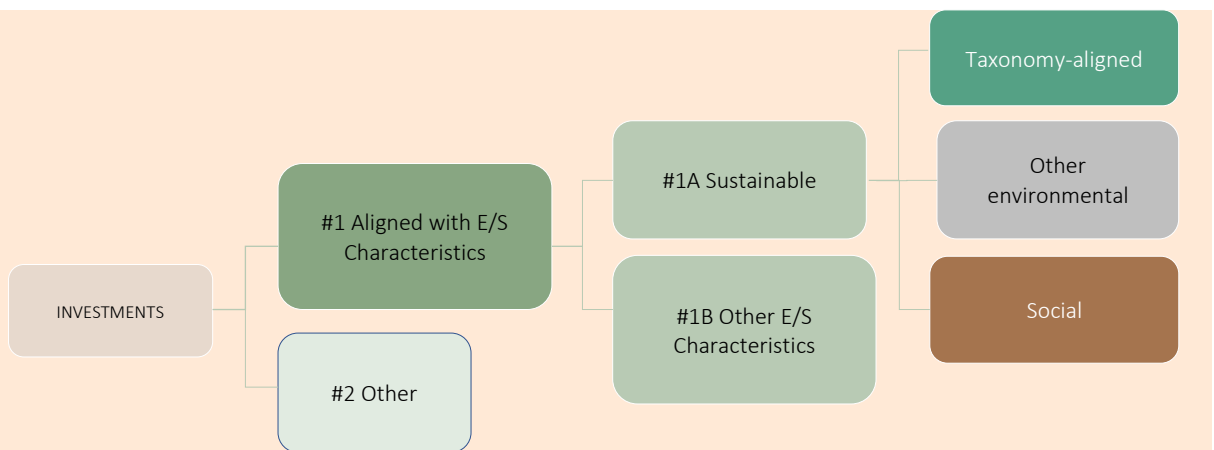 INVESTMENTS
#1 Aligned with E/S
Characteristics
#2 Other
#1A Sustainable
#1B Other E/S
Characteristics
Taxonomy-aligned
Other
environmental
Social